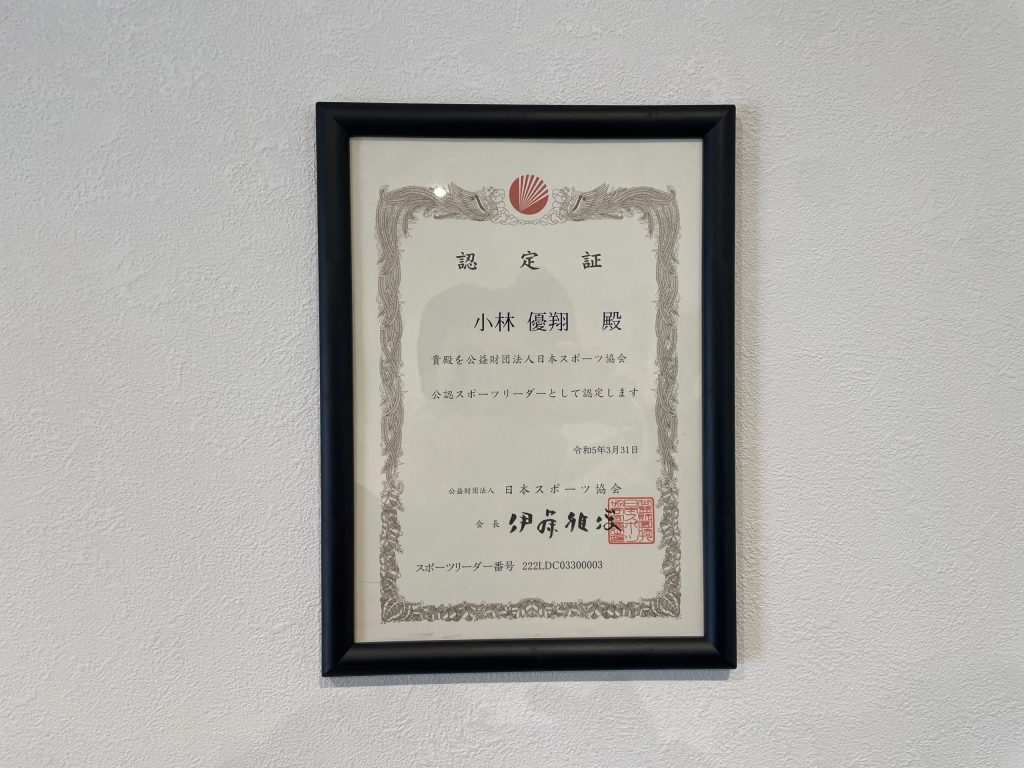 認定証
小林 優翔 殿
貴殿を公益財団法人日本スポーツ協会
公認スポーツリーダーとして認定します
令和5年3月31日
公益財団法人 日本スポーツ協会
会長 伊藤雅俊
スポーツリーダー番号 222LDC03300003